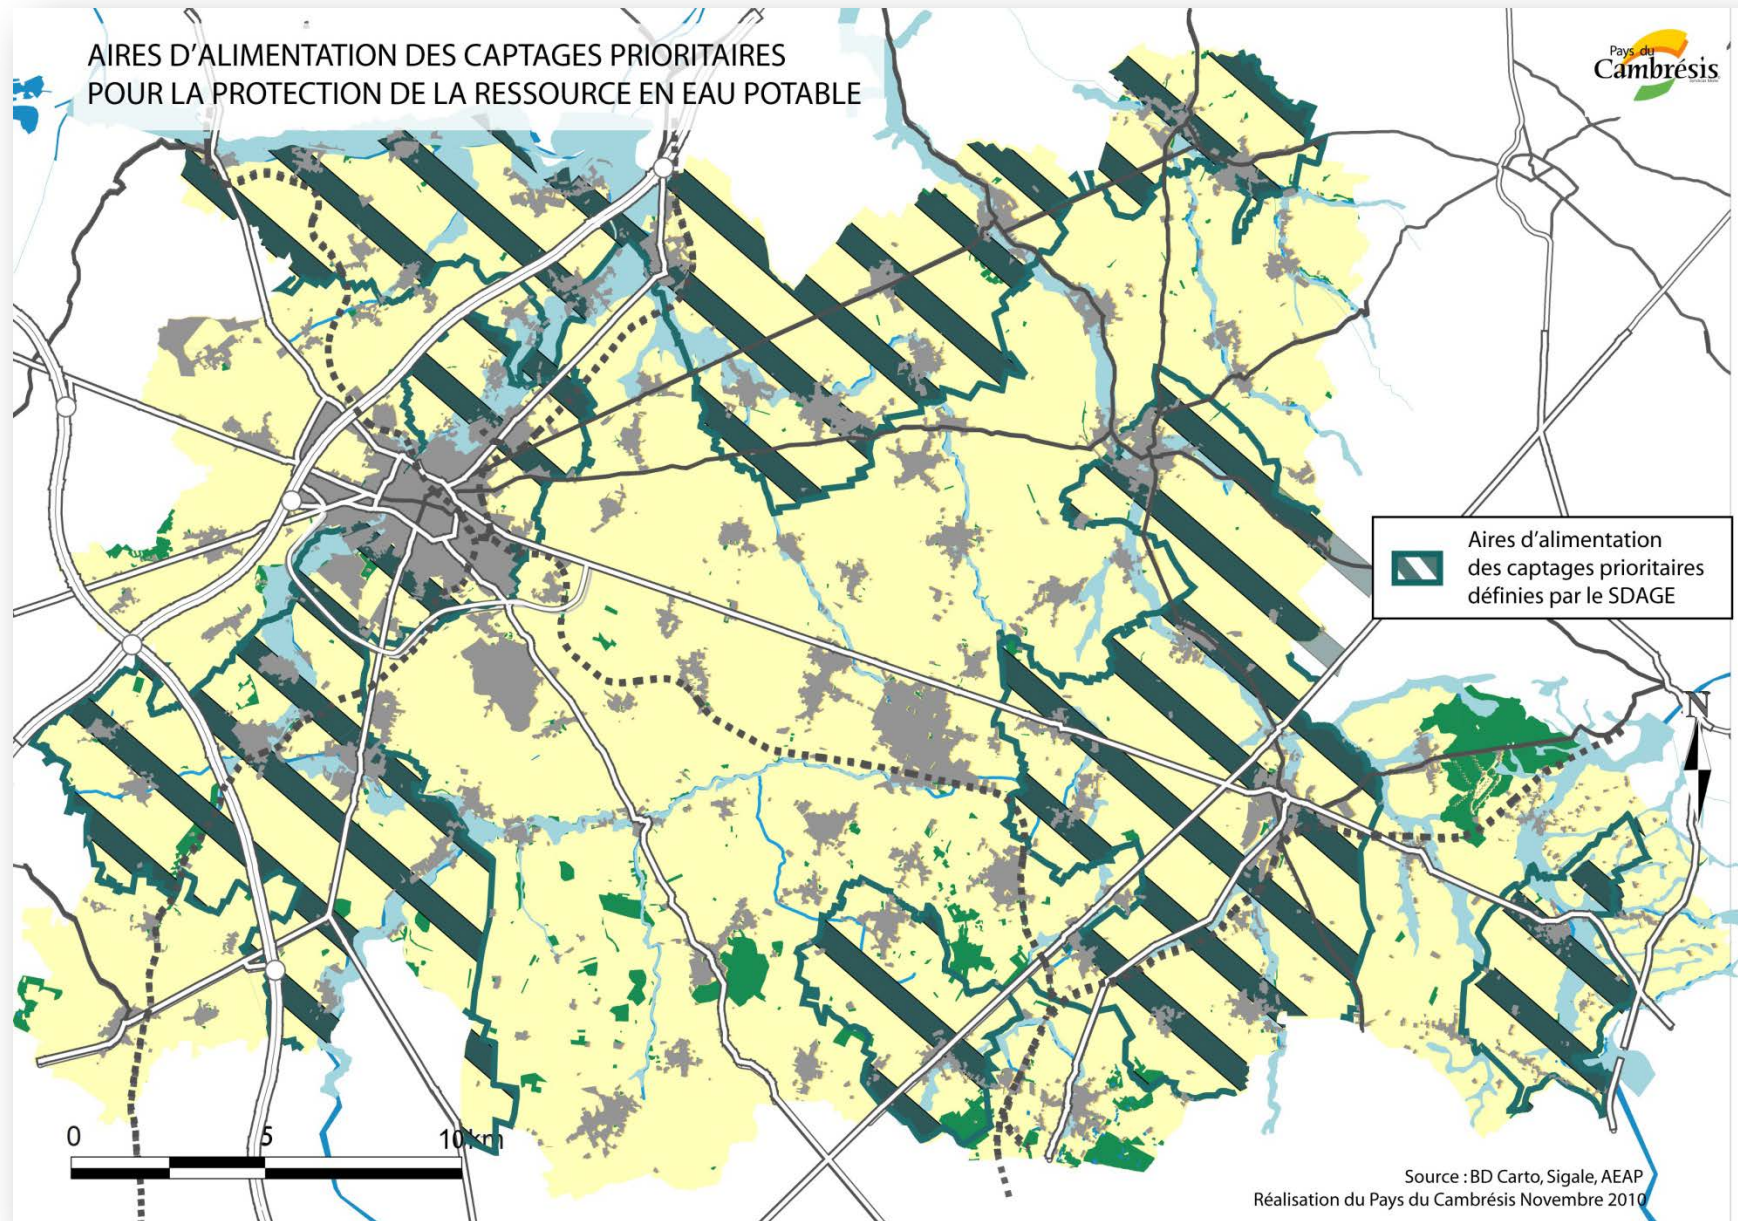 AIRES D'ALIMENTATION DES CAPTAGES PRIORITAIRES
POUR LA PROTECTION DE LA RESSOURCE EN EAU POTABLE
Pays du
Cambrésis
Aires d'alimentation
des captages prioritaires
définies par le SDAGE
N
0 5 10 km
Source : BD Carto, Sigale, AEAP
Réalisation du Pays du Cambrésis Novembre 2010